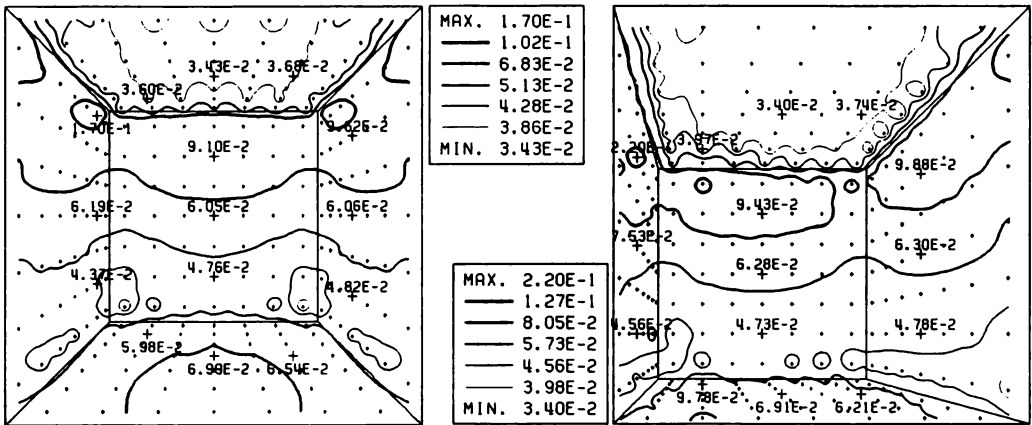 3.43E-2 3.68E-2
3.60E-2
1.70E-1
9.10E-2
6.19E-2 6.05E-2 6.06E-2
4.37E-2 4.76E-2 4.82E-2
5.98E-2
6.90E-2 6.54E-2
MAX. 1.70E-1
1.02E-1
6.83E-2
5.13E-2
4.28E-2
3.86E-2
MIN. 3.43E-2
MAX. 2.20E-1
1.27E-1
8.05E-2
5.73E-2
4.56E-2
3.98E-2
MIN. 3.40E-2
3.40E-2 3.74E-2
2.20E-1
9.88E-2
9.43E-2
7.53E-2 6.30E-2
6.28E-2
4.56E-2 4.73E-2 4.78E-2
9.78E-2
6.91E-2 6.21E-2